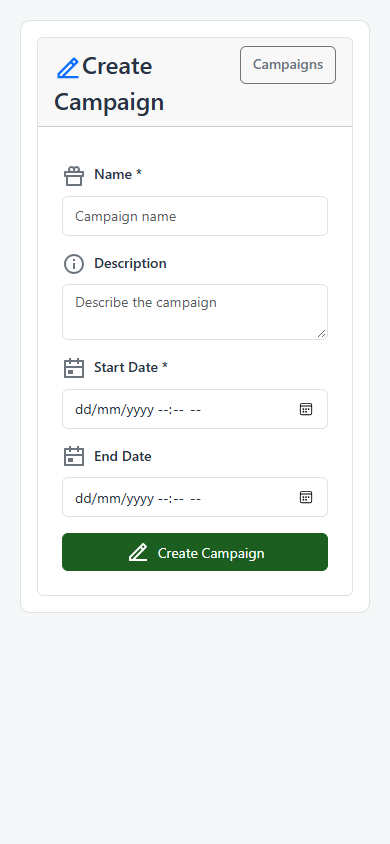 Create
Campaign
Campaigns
Name *
Campaign name
Description
Describe the campaign
Start Date *
dd/mm/yyyy --:-- --
End Date
dd/mm/yyyy --:-- --
Create Campaign